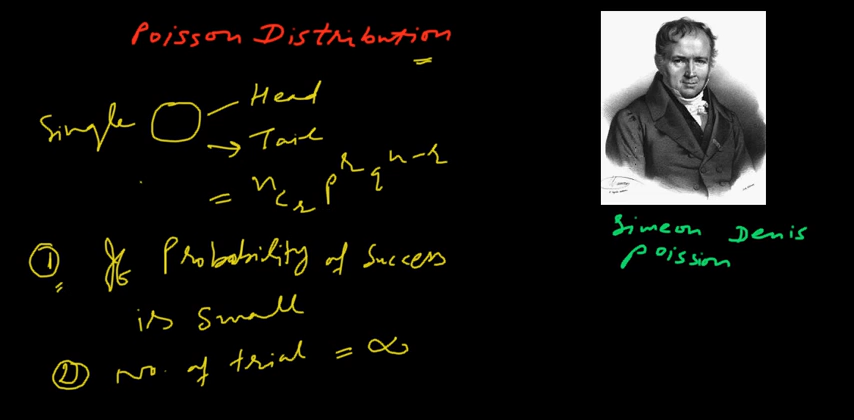 Poisson Distribution
Single Head
Tail
= nCr p^r q^n-r
① If Probability of Success
is Small
② No. of trial = ∞
Simeon Denis
Poission